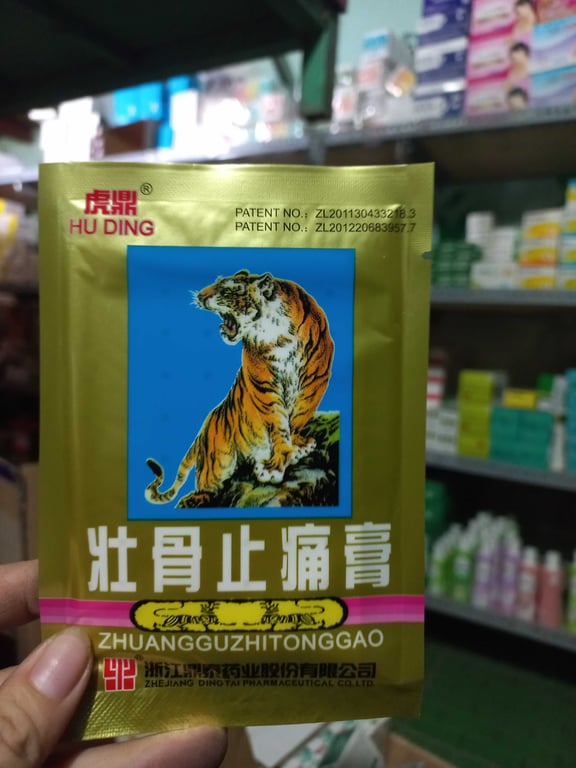 虎鼎®
HU DING
PATENT NO.: ZL201130433218.3
PATENT NO.: ZL201220683957.7
壮骨止痛膏
ZHUANGGUZHITONGGAO
浙江鼎泰药业股份有限公司
ZHEJIANG DINGTAI PHARMACEUTICAL CO.LTD.